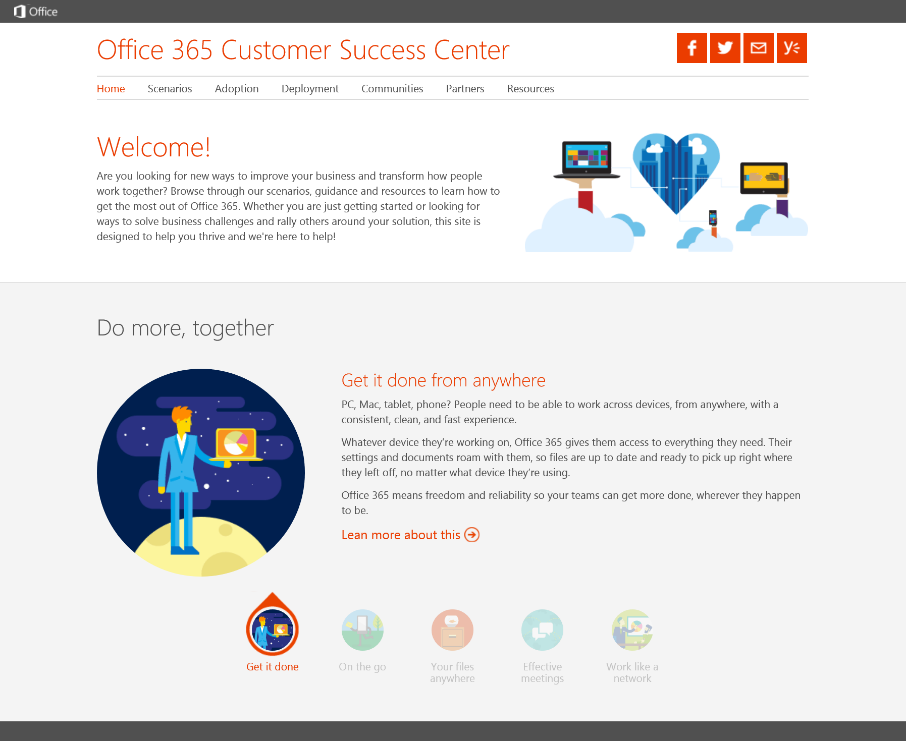 Office
Office 365 Customer Success Center
Home Scenarios Adoption Deployment Communities Partners Resources
Welcome!
Are you looking for new ways to improve your business and transform how people
work together? Browse through our scenarios, guidance and resources to learn how to
get the most out of Office 365. Whether you are just getting started or looking for
ways to solve business challenges and rally others around your solution, this site is
designed to help you thrive and we're here to help!
Do more, together
Get it done from anywhere
PC, Mac, tablet, phone? People need to be able to work across devices, from anywhere, with a
consistent, clean, and fast experience.
Whatever device they're working on, Office 365 gives them access to everything they need. Their
settings and documents roam with them, so files are up to date and ready to pick up right where
they left off, no matter what device they're using.
Office 365 means freedom and reliability so your teams can get more done, wherever they happen
to be.
Lean more about this
Get it done
On the go
Your files
anywhere
Effective
meetings
Work like a
network